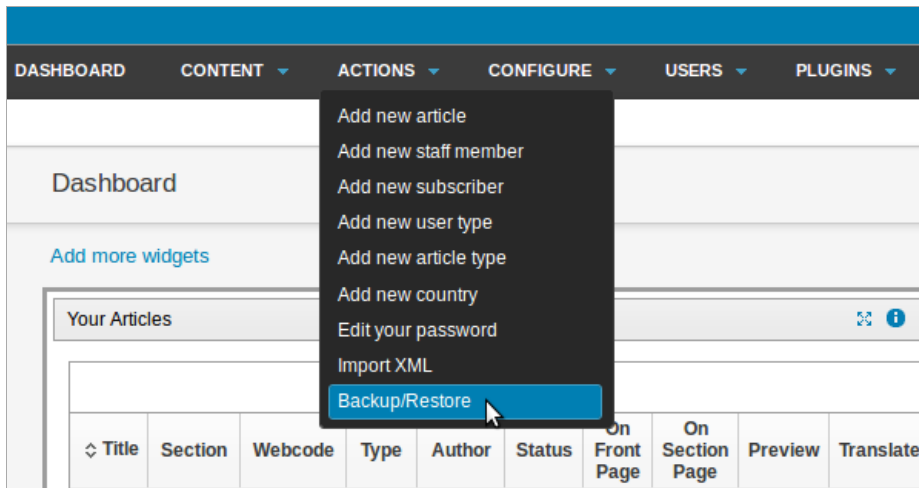 DASHBOARD CONTENT ACTIONS CONFIGURE USERS PLUGINS
Add new article
Add new staff member
Dashboard
Add new subscriber
Add new user type
Add more widgets
Add new article type
Add new country
Your Articles
Edit your password
Import XML
Backup/Restore
Title Section Webcode Type Author Status On Front Page On Section Page Preview Translate